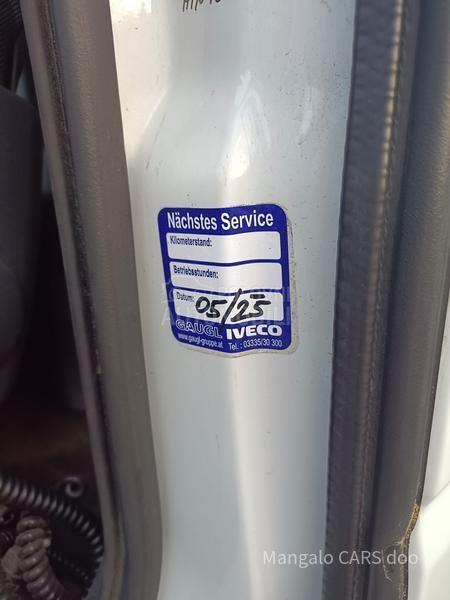 Nächstes Service
Kilometerstand:
Betriebsstunden:
Datum: 05/25
GAUGL IVECO
www.gaugl-gruppe.at Tel.: 03335/30 300
Mangalo CARS doo